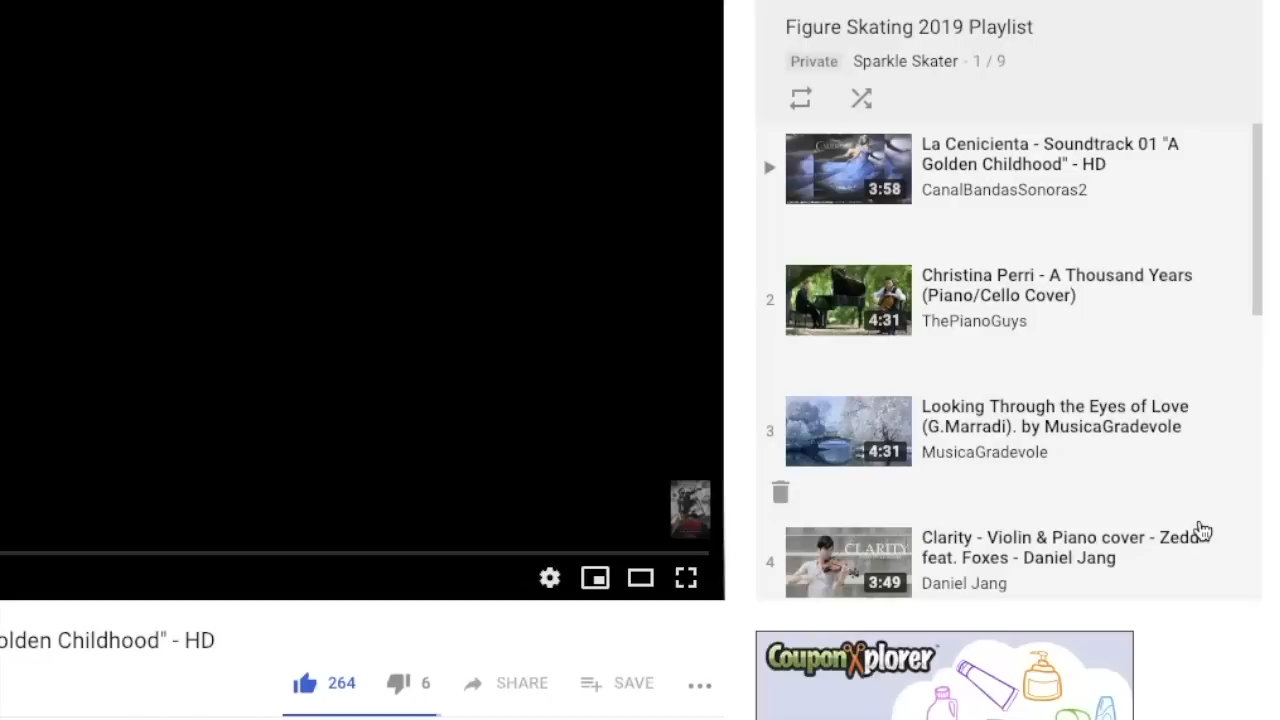 Figure Skating 2019 Playlist
Private Sparkle Skater - 1 / 9
La Cenicienta - Soundtrack 01 "A
Golden Childhood" - HD
CanalBandasSonoras2
3:58
2
Christina Perri - A Thousand Years
(Piano/Cello Cover)
ThePianoGuys
4:31
3
Looking Through the Eyes of Love
(G.Marradi). by MusicaGradevole
MusicaGradevole
4:31
4
Clarity - Violin & Piano cover - Zedd
feat. Foxes - Daniel Jang
Daniel Jang
CLARITY
3:49
olden Childhood" - HD
264 6 SHARE SAVE
CouponXplorer